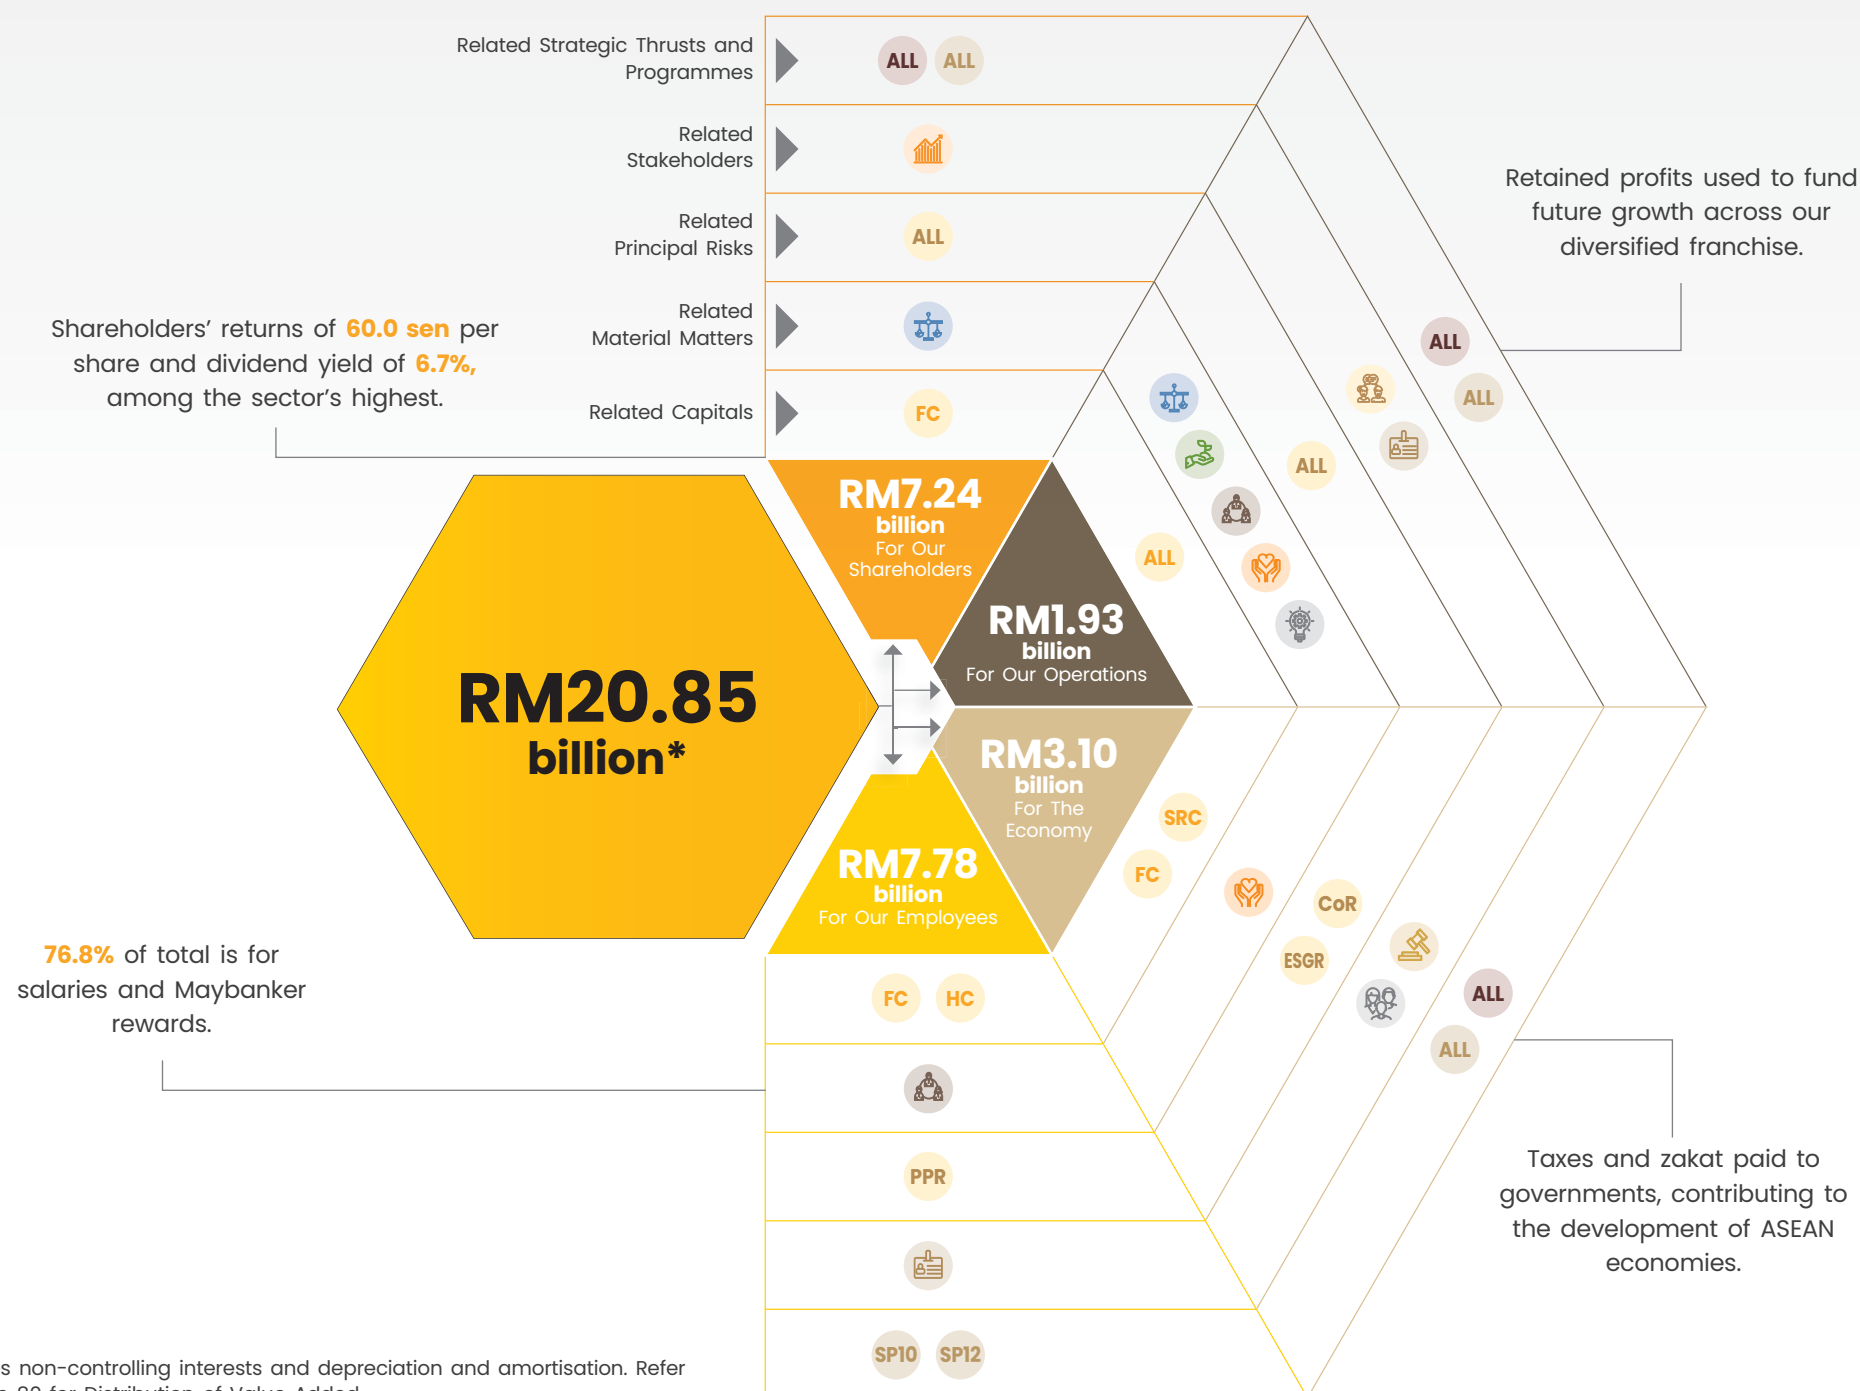 Related Strategic Thrusts and
Programmes
ALL ALL
Related
Stakeholders
Related
Principal Risks
ALL
Related
Material Matters
Related Capitals
FC
Shareholders' returns of 60.0 sen per
share and dividend yield of 6.7%,
among the sector's highest.
Retained profits used to fund
future growth across our
diversified franchise.
ALL
ALL
ALL
ALL
RM7.24
billion
For Our
Shareholders
RM1.93
billion
For Our Operations
RM20.85
billion*
RM3.10
billion
For The
Economy
RM7.78
billion
For Our Employees
SRC
FC
CoR
ESGR
ALL
ALL
76.8% of total is for
salaries and Maybanker
rewards.
FC HC
PPR
SP10 SP12
Taxes and zakat paid to
governments, contributing to
the development of ASEAN
economies.
s non-controlling interests and depreciation and amortisation. Refer
80 for Distribution of Value Added